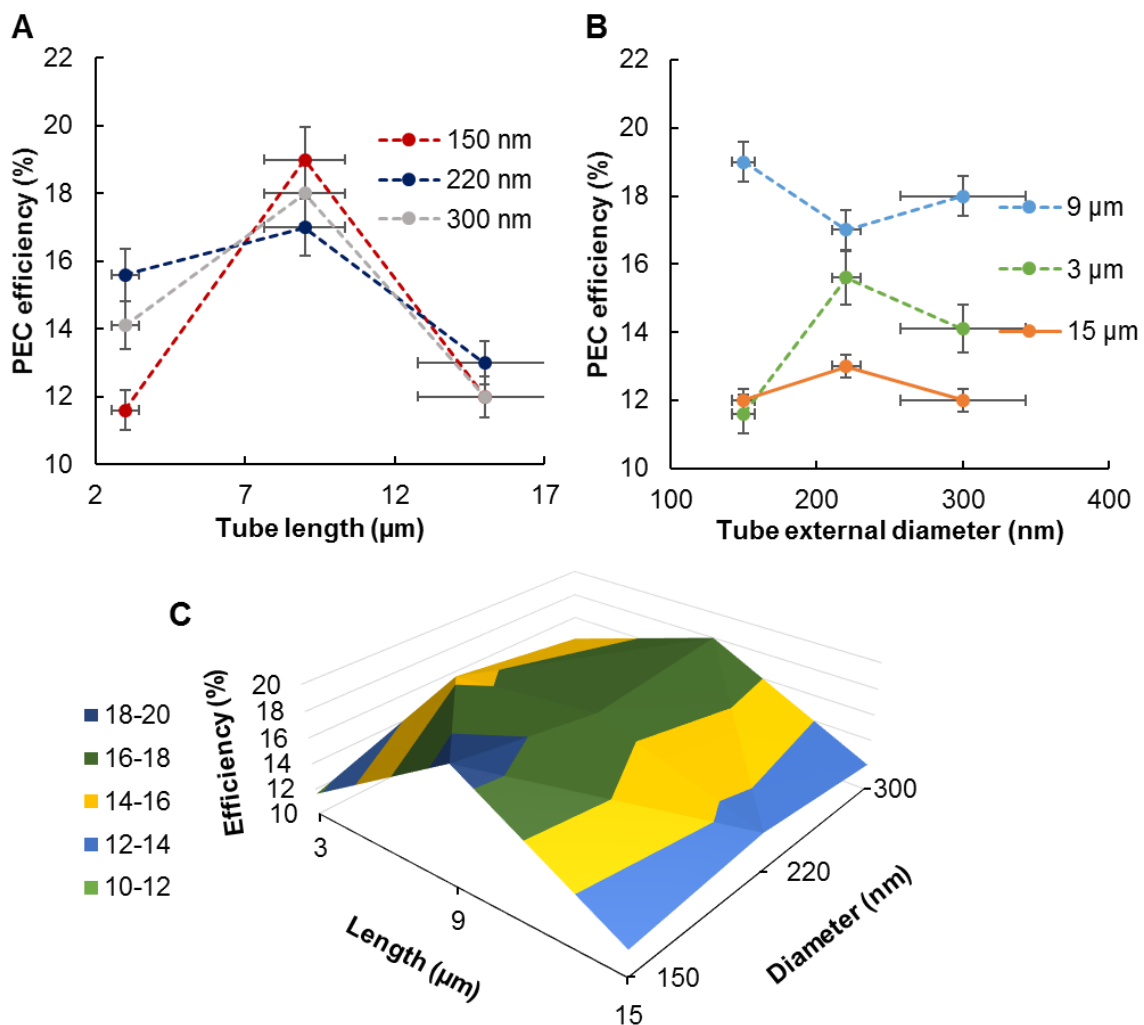 A
PEC efficiency (%)
22
20
18
16
14
12
10
2
7
12
17
Tube length (µm)
150 nm
220 nm
300 nm
B
PEC efficiency (%)
22
20
18
16
14
12
10
100
200
300
400
Tube external diameter (nm)
9 µm
3 µm
15 µm
C
18-20
16-18
14-16
12-14
10-12
Efficiency (%)
20
18
16
14
12
10
3
9
15
Length (µm)
150
220
300
Diameter (nm)